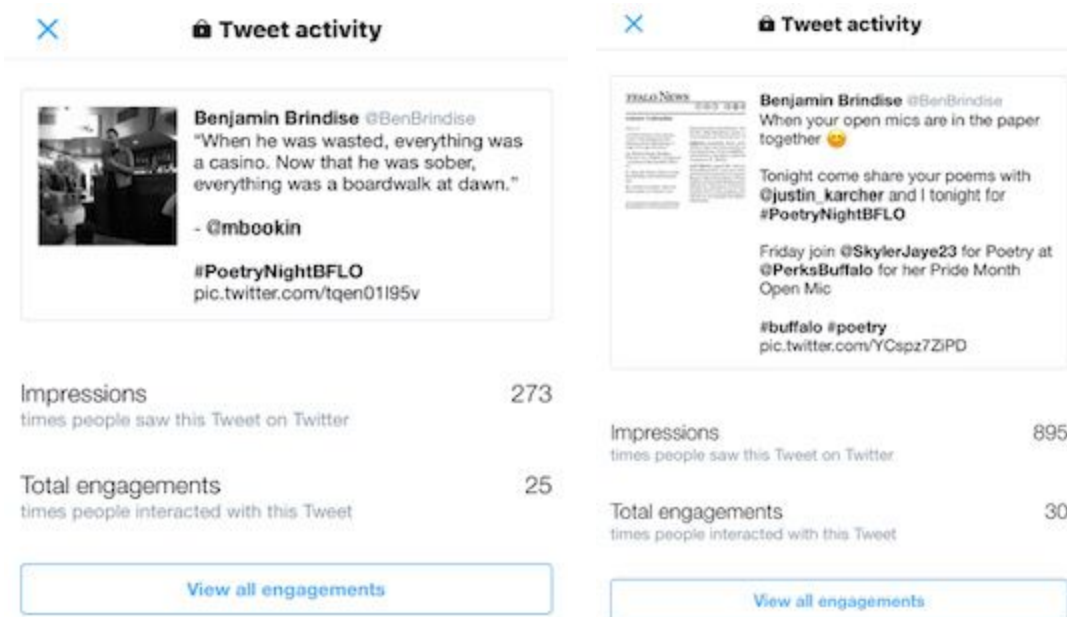 Tweet activity
Benjamin Brindise @BenBrindise
“When he was wasted, everything was
a casino. Now that he was sober,
everything was a boardwalk at dawn.”
- @mbookin
#PoetryNightBFLO
pic.twitter.com/tqen01I95v
Impressions 273
times people saw this Tweet on Twitter
Total engagements 25
times people interacted with this Tweet
View all engagements
Tweet activity
FFALO NEWS
Benjamin Brindise @BenBrindise
When your open mics are in the paper
together 😊
Tonight come share your poems with
@justin_karcher and I tonight for
#PoetryNightBFLO
Friday join @SkylerJaye23 for Poetry at
@PerksBuffalo for her Pride Month
Open Mic
#buffalo #poetry
pic.twitter.com/YCspz7ZiPD
Impressions 895
times people saw this Tweet on Twitter
Total engagements 30
times people interacted with this Tweet
View all engagements